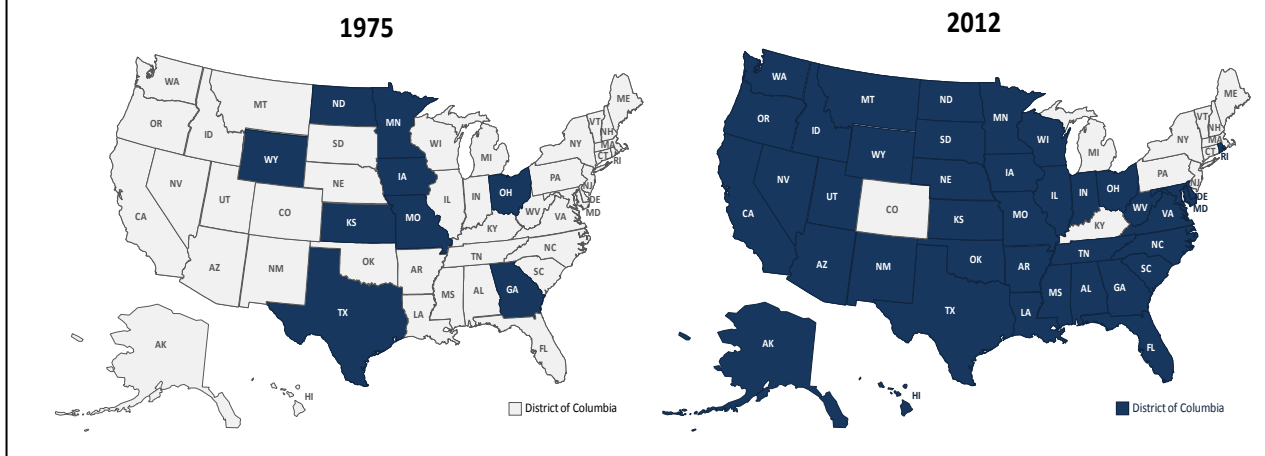 1975
WA
MT
ND
MN
ME
OR
ID
WY
SD
WI
MI
VT
NH
NY
MA
CT
RI
NV
UT
CO
NE
IA
IL
IN
OH
PA
NJ
DE
MD
CA
KS
MO
KY
WV
VA
AZ
NM
OK
AR
TN
NC
SC
TX
LA
MS
AL
GA
FL
AK
HI
District of Columbia
2012
WA
MT
ND
MN
ME
OR
ID
WY
SD
WI
MI
VT
NH
NY
MA
CT
RI
NV
UT
CO
NE
IA
IL
IN
OH
PA
NJ
DE
MD
CA
KS
MO
KY
WV
VA
AZ
NM
OK
AR
TN
NC
SC
TX
LA
MS
AL
GA
FL
AK
HI
District of Columbia